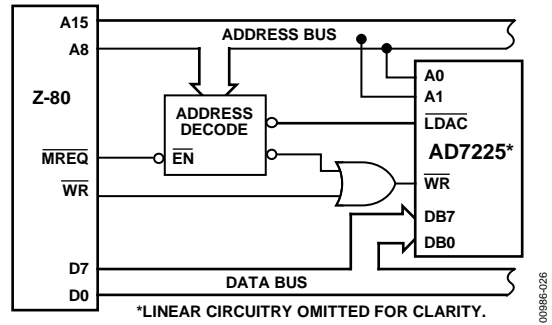 A15
ADDRESS BUS
A8
Z-80
A0
A1
ADDRESS
DECODE
LDAC
AD7225*
MREQ
EN
WR
WR
DB7
DB0
D7
DATA BUS
D0
*LINEAR CIRCUITRY OMITTED FOR CLARITY.
00986-026